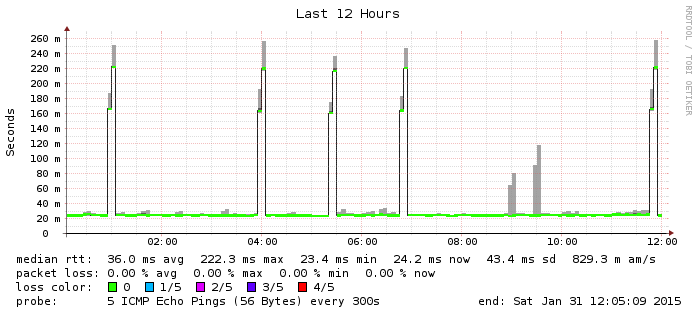 Last 12 Hours
RRDTOOL / TOBI OETIKER
Seconds
260 m
240 m
220 m
200 m
180 m
160 m
140 m
120 m
100 m
80 m
60 m
40 m
20 m
0
02:00 04:00 06:00 08:00 10:00 12:00
median rtt: 36.0 ms avg 222.3 ms max 23.4 ms min 24.2 ms now 43.4 ms sd 829.3 m am/s
packet loss: 0.00 % avg 0.00 % max 0.00 % min 0.00 % now
loss color: 0 1/5 2/5 3/5 4/5
probe: 5 ICMP Echo Pings (56 Bytes) every 300s end: Sat Jan 31 12:05:09 2015